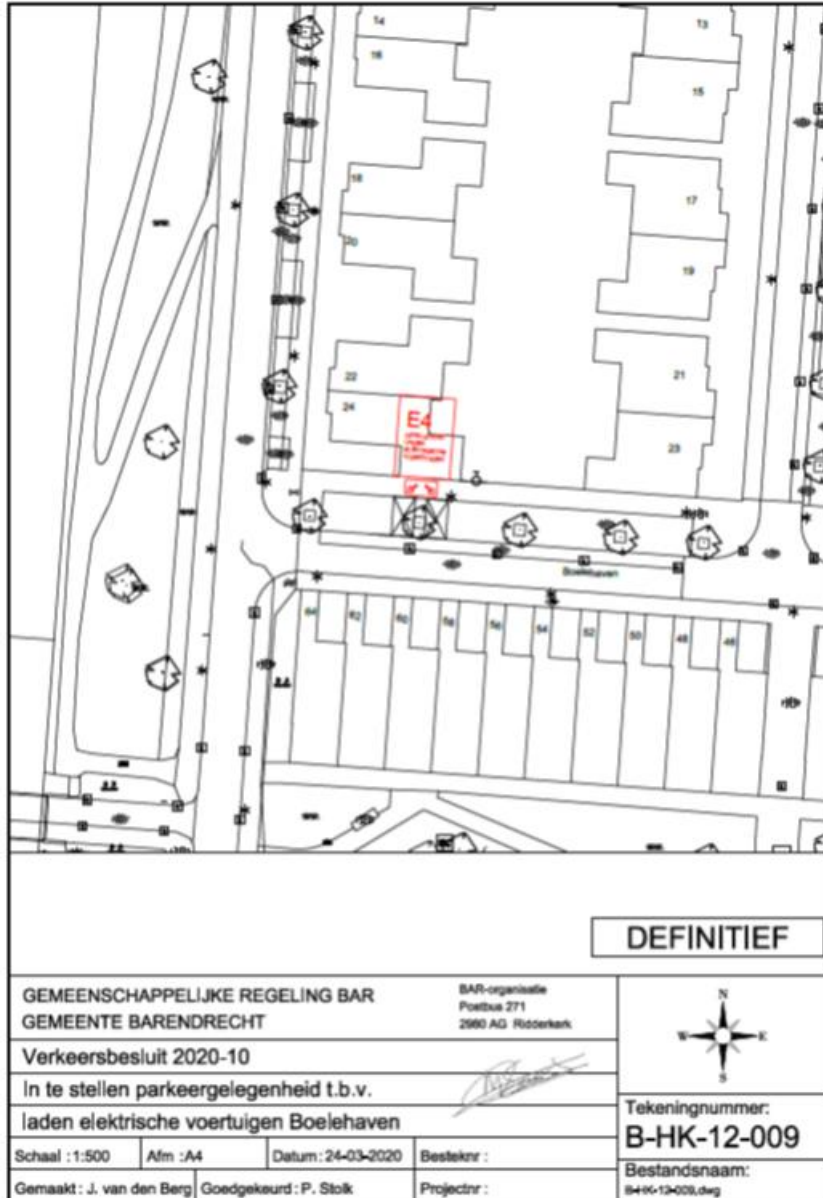 14
13
16
15
18
17
20
19
22
21
24
E4
23
Boelehaven
64
62
60
58
56
54
52
50
48
46
DEFINITIEF
GEMEENSCHAPPELIJKE REGELING BAR
GEMEENTE BARENDRECHT
BAR-organisatie
Postbus 271
2980 AG Ridderkerk
N
W
E
S
Verkeersbesluit 2020-10
In te stellen parkeergelegenheid t.b.v.
laden elektrische voertuigen Boelehaven
Tekeningnummer:
B-HK-12-009
Schaal :1:500
Afm :A4
Datum: 24-03-2020
Besteknr :
Bestandsnaam:
B-HK-12-009.dwg
Gemaakt: J. van den Berg
Goedgekeurd: P. Stolk
Projectnr :